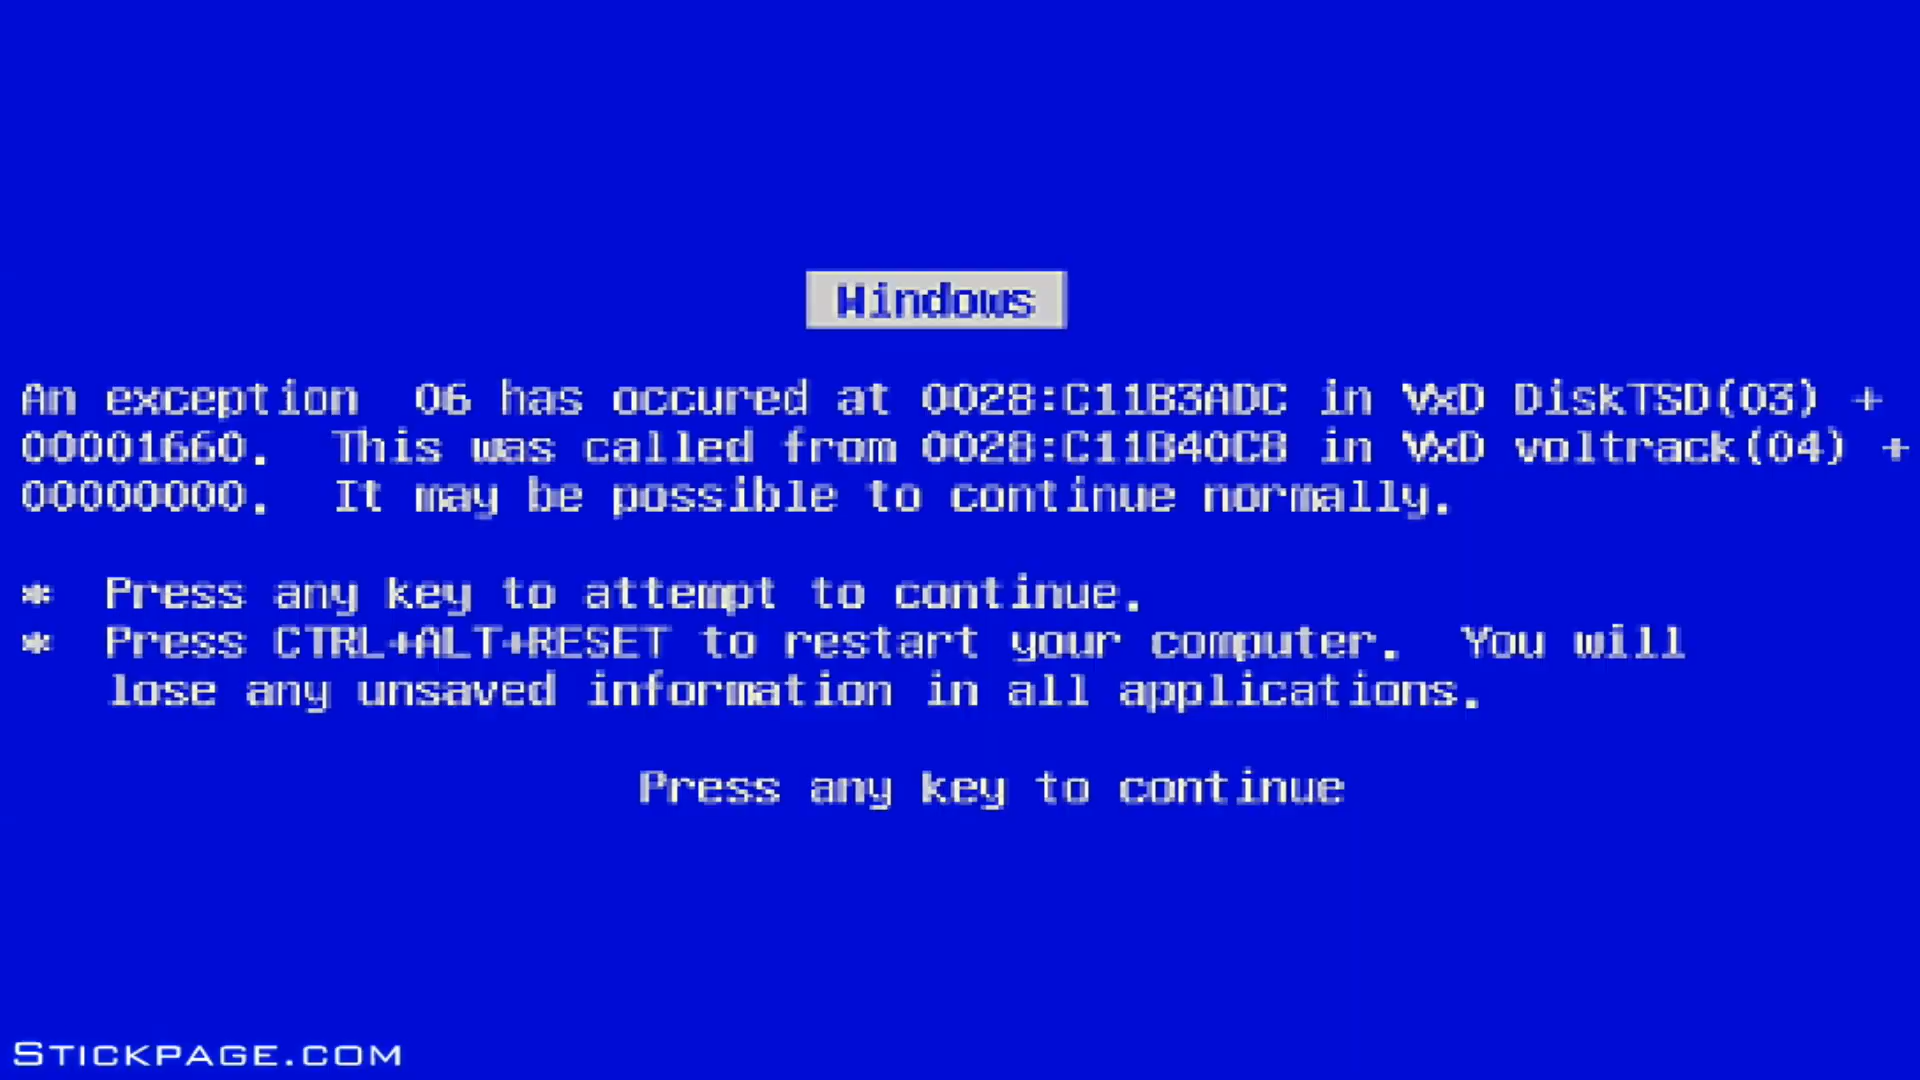 Windows
An exception  06 has occured at 0028:C11B3ADC in VxD DiskTSD(03) +
00001660.  This was called from 0028:C11B40C8 in VxD voltrack(04) +
00000000.  It may be possible to continue normally.
*  Press any key to attempt to continue.
*  Press CTRL+ALT+RESET to restart your computer.  You will
lose any unsaved information in all applications.
Press any key to continue
STICKPAGE.COM